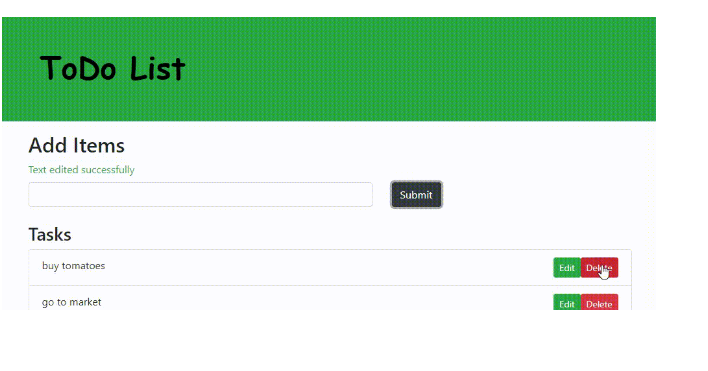 ToDo List
Add Items
Text edited successfully
Submit
Tasks
buy tomatoes Edit Delete
go to market Edit Delete